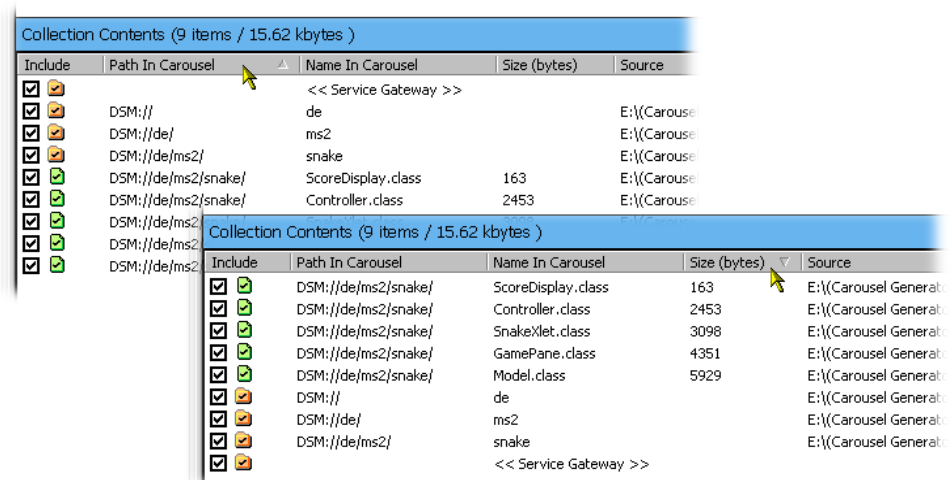 Collection Contents (9 items / 15.62 kbytes )
Include Path In Carousel Name In Carousel Size (bytes) Source
<< Service Gateway >>
DSM:// de E:\(Carousel
DSM://de/ ms2 E:\(Carousel
DSM://de/ms2/ snake E:\(Carousel
DSM://de/ms2/snake/ ScoreDisplay.class 163 E:\(Carousel
DSM://de/ms2/snake/ Controller.class 2453 E:\(Carousel
DSM://de/ms2
DSM://de/ms2
DSM://de/ms2
Collection Contents (9 items / 15.62 kbytes )
Include Path In Carousel Name In Carousel Size (bytes) Source
DSM://de/ms2/snake/ ScoreDisplay.class 163 E:\(Carousel Generato
DSM://de/ms2/snake/ Controller.class 2453 E:\(Carousel Generato
DSM://de/ms2/snake/ SnakeXlet.class 3098 E:\(Carousel Generato
DSM://de/ms2/snake/ GamePane.class 4351 E:\(Carousel Generato
DSM://de/ms2/snake/ Model.class 5929 E:\(Carousel Generato
DSM:// de E:\(Carousel Generato
DSM://de/ ms2 E:\(Carousel Generato
DSM://de/ms2/ snake E:\(Carousel Generato
<< Service Gateway >>